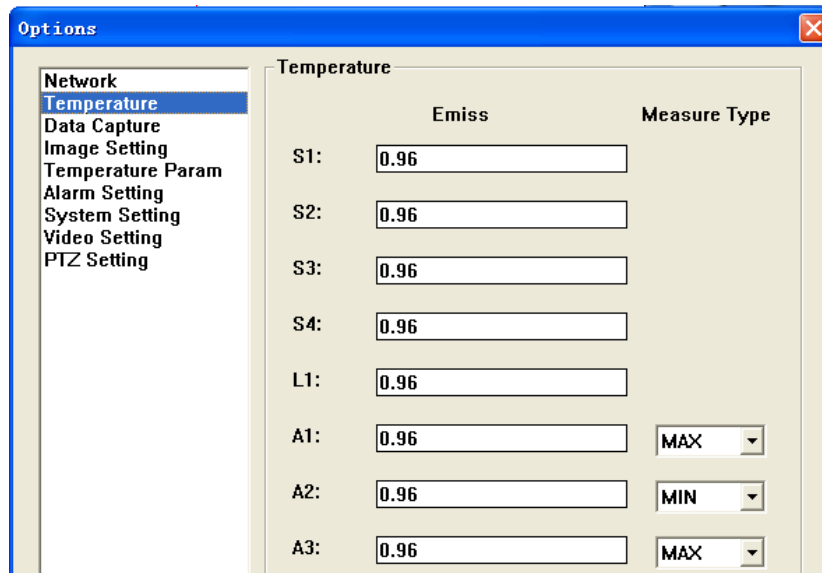 Options
Network
Temperature
Data Capture
Image Setting
Temperature Param
Alarm Setting
System Setting
Video Setting
PTZ Setting
Temperature
Emiss Measure Type
S1: 0.96
S2: 0.96
S3: 0.96
S4: 0.96
L1: 0.96
A1: 0.96 MAX
A2: 0.96 MIN
A3: 0.96 MAX